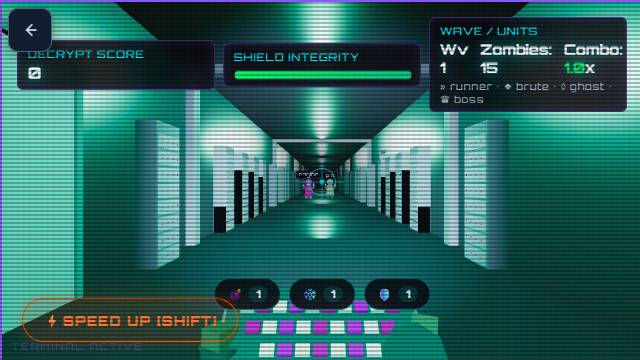 DECRYPT SCORE
0
SHIELD INTEGRITY
WAVE / UNITS
Wv Zombies: Combo:
1 15 1.0x
» runner · ◆ brute · ◊ ghost ·
♛ boss
1 1 1
SPEED UP (SHIFT)
TERMINAL ACTIVE